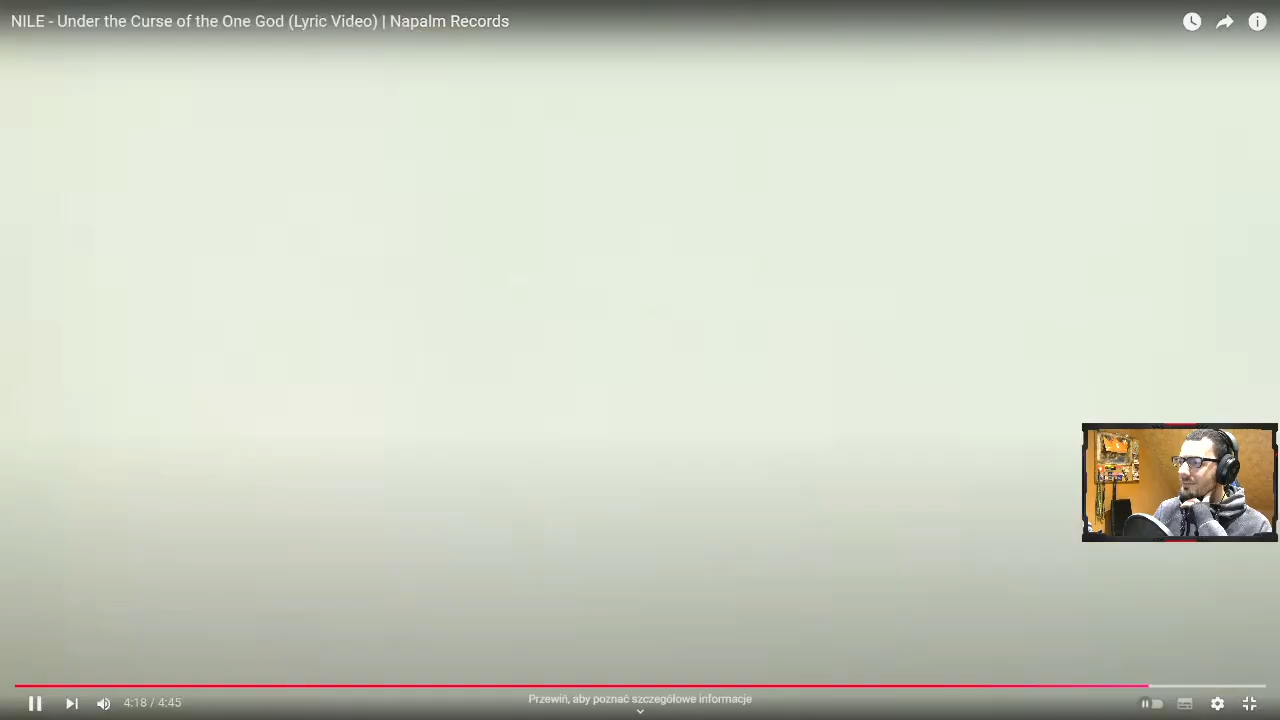 NILE - Under the Curse of the One God (Lyric Video) | Napalm Records
4:18 / 4:45
Przewiń, aby poznać szczegółowe informacje